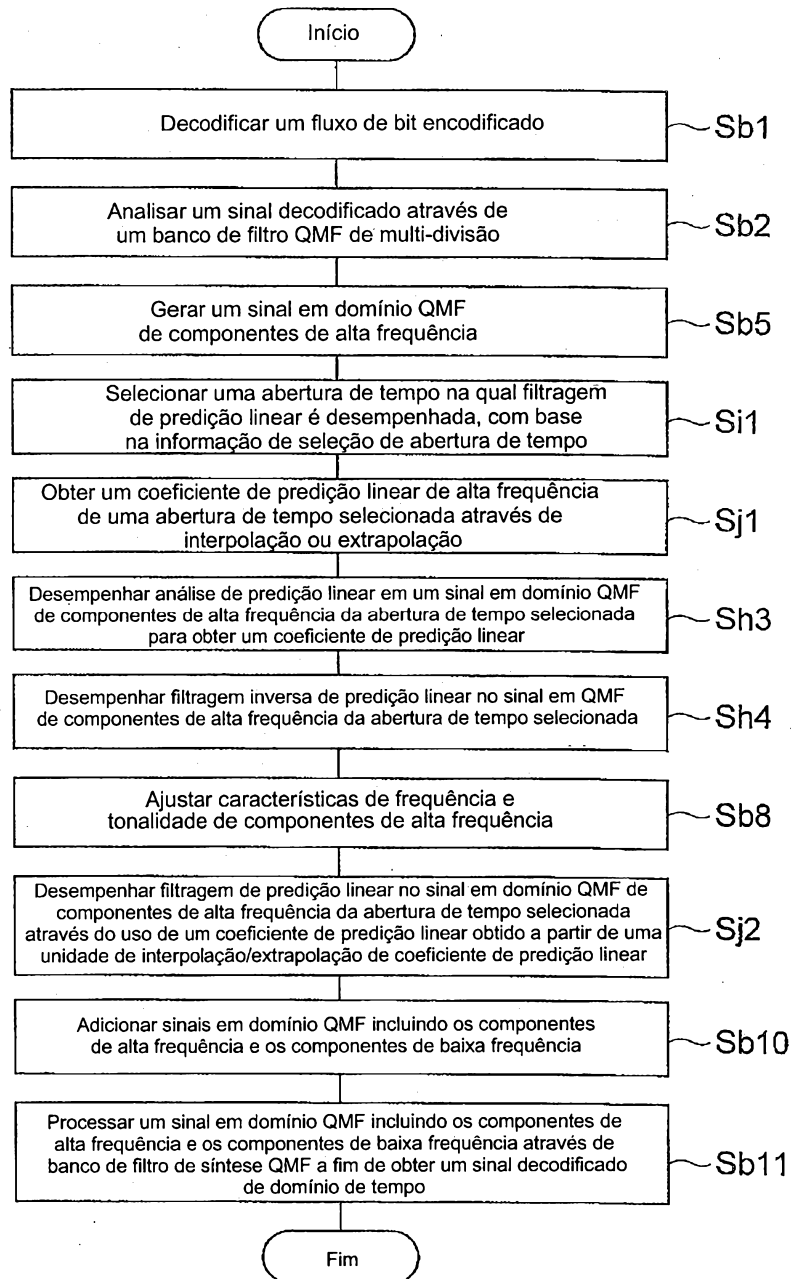 Início
Decodificar um fluxo de bit encodificado
Sb1
Analisar um sinal decodificado através de
um banco de filtro QMF de multi-divisão
Sb2
Gerar um sinal em domínio QMF
de componentes de alta frequência
Sb5
Selecionar uma abertura de tempo na qual filtragem
de predição linear é desempenhada, com base
na informação de seleção de abertura de tempo
Si1
Obter um coeficiente de predição linear de alta frequência
de uma abertura de tempo selecionada através de
interpolação ou extrapolação
Sj1
Desempenhar análise de predição linear em um sinal em domínio QMF
de componentes de alta frequência da abertura de tempo selecionada
para obter um coeficiente de predição linear
Sh3
Desempenhar filtragem inversa de predição linear no sinal em QMF
de componentes de alta frequência da abertura de tempo selecionada
Sh4
Ajustar características de frequência e
tonalidade de componentes de alta frequência
Sb8
Desempenhar filtragem de predição linear no sinal em domínio QMF de
componentes de alta frequência da abertura de tempo selecionada
através do uso de um coeficiente de predição linear obtido a partir de uma
unidade de interpolação/extrapolação de coeficiente de predição linear
Sj2
Adicionar sinais em domínio QMF incluindo os componentes
de alta frequência e os componentes de baixa frequência
Sb10
Processar um sinal em domínio QMF incluindo os componentes de
alta frequência e os componentes de baixa frequência através de
banco de filtro de síntese QMF a fim de obter um sinal decodificado
de domínio de tempo
Sb11
Fim